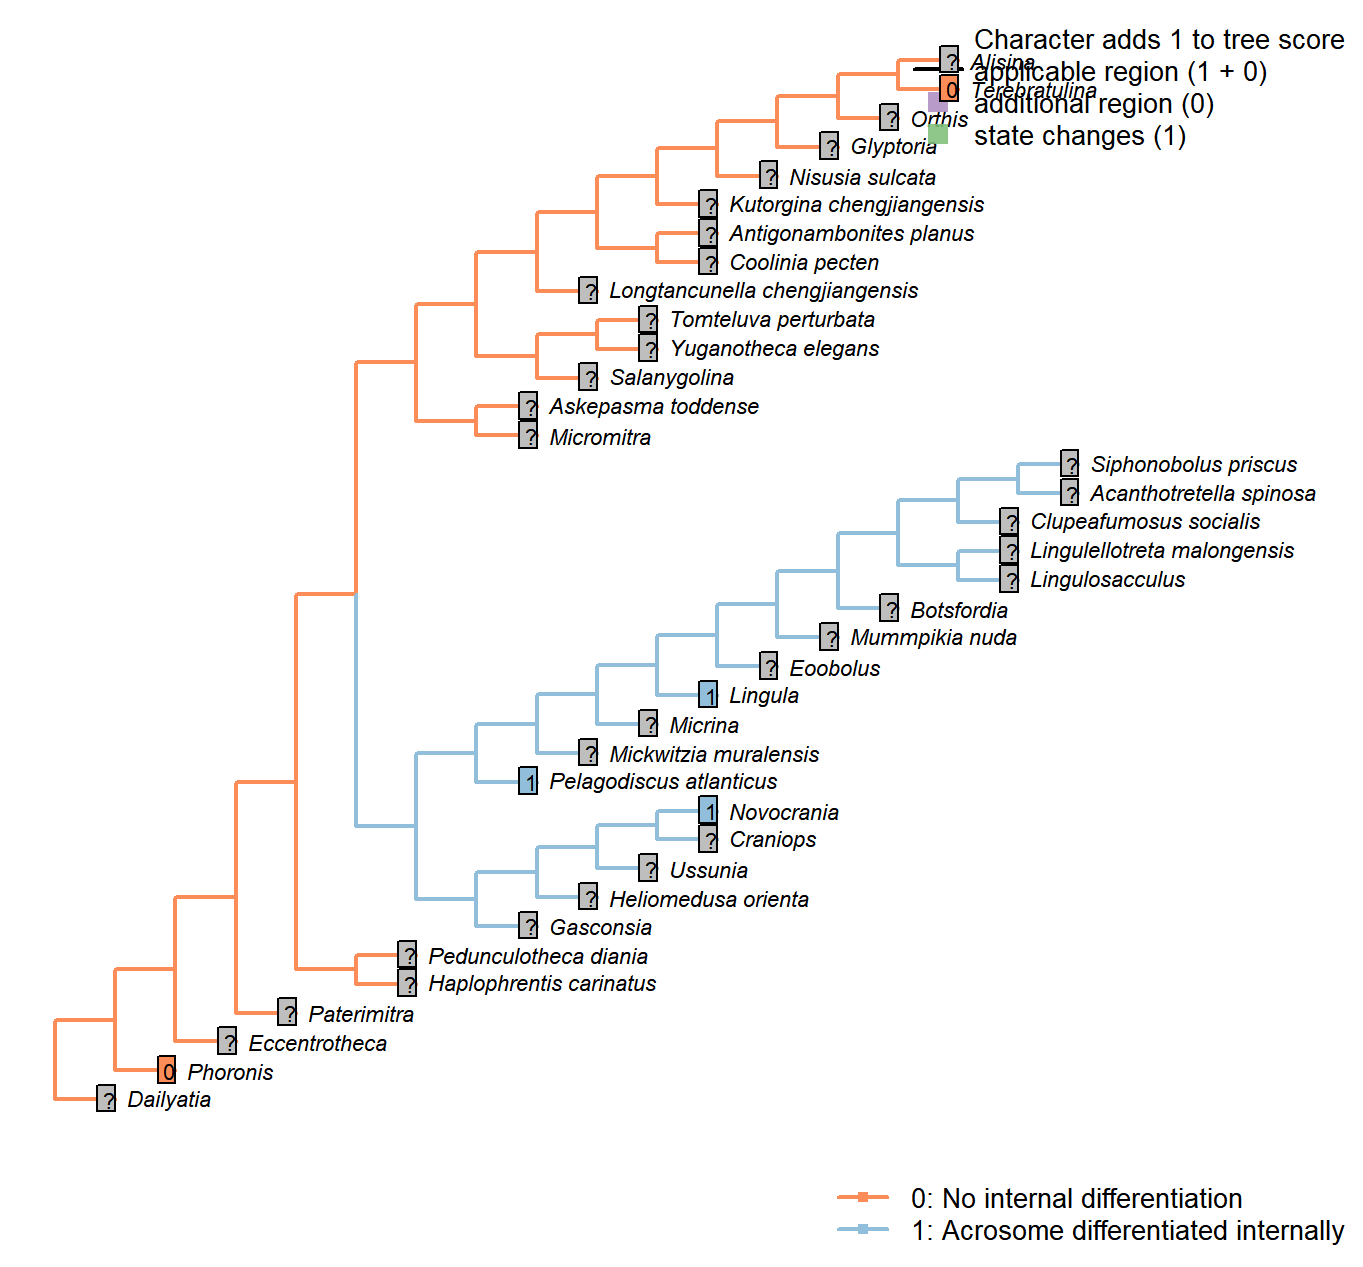 Character adds 1 to tree score
? Alisina
applicable region (1 + 0)
0 Terebratulina
additional region (0)
? Orthis
state changes (1)
? Glyptoria
? Nisusia sulcata
? Kutorgina chengjiangensis
? Antigonambonites planus
? Coolinia pecten
? Longtancunella chengjiangensis
? Tomteluva perturbata
? Yuganotheca elegans
? Salanygolina
? Askepasma toddense
? Micromitra
? Siphonobolus priscus
? Acanthotretella spinosa
? Clupeafumosus socialis
? Lingulellotreta malongensis
? Lingulosacculus
? Botsfordia
? Mummpikia nuda
? Eoobolus
1 Lingula
? Micrina
? Mickwitzia muralensis
1 Pelagodiscus atlanticus
1 Novocrania
? Craniops
? Ussunia
? Heliomedusa orienta
? Gasconsia
? Pedunculotheca diania
? Haplophrentis carinatus
? Paterimitra
? Eccentrotheca
0 Phoronis
? Dailyatia
0: No internal differentiation
1: Acrosome differentiated internally